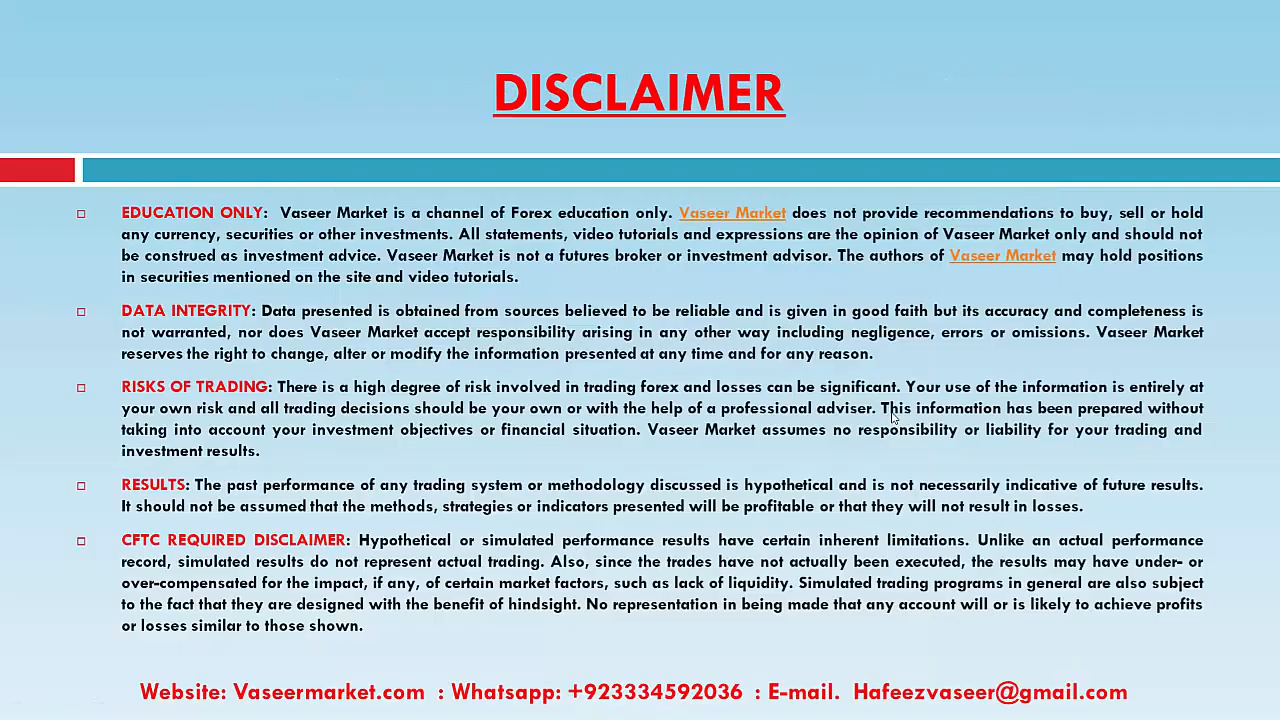 DISCLAIMER
EDUCATION ONLY: Vaseer Market is a channel of Forex education only. Vaseer Market does not provide recommendations to buy, sell or hold
any currency, securities or other investments. All statements, video tutorials and expressions are the opinion of Vaseer Market only and should not
be construed as investment advice. Vaseer Market is not a futures broker or investment advisor. The authors of Vaseer Market may hold positions
in securities mentioned on the site and video tutorials.
DATA INTEGRITY: Data presented is obtained from sources believed to be reliable and is given in good faith but its accuracy and completeness is
not warranted, nor does Vaseer Market accept responsibility arising in any other way including negligence, errors or omissions. Vaseer Market
reserves the right to change, alter or modify the information presented at any time and for any reason.
RISKS OF TRADING: There is a high degree of risk involved in trading forex and losses can be significant. Your use of the information is entirely at
your own risk and all trading decisions should be your own or with the help of a professional adviser. This information has been prepared without
taking into account your investment objectives or financial situation. Vaseer Market assumes no responsibility or liability for your trading and
investment results.
RESULTS: The past performance of any trading system or methodology discussed is hypothetical and is not necessarily indicative of future results.
It should not be assumed that the methods, strategies or indicators presented will be profitable or that they will not result in losses.
CFTC REQUIRED DISCLAIMER: Hypothetical or simulated performance results have certain inherent limitations. Unlike an actual performance
record, simulated results do not represent actual trading. Also, since the trades have not actually been executed, the results may have under- or
over-compensated for the impact, if any, of certain market factors, such as lack of liquidity. Simulated trading programs in general are also subject
to the fact that they are designed with the benefit of hindsight. No representation in being made that any account will or is likely to achieve profits
or losses similar to those shown.
Website: Vaseermarket.com : Whatsapp: +923334592036 : E-mail. Hafeezvaseer@gmail.com